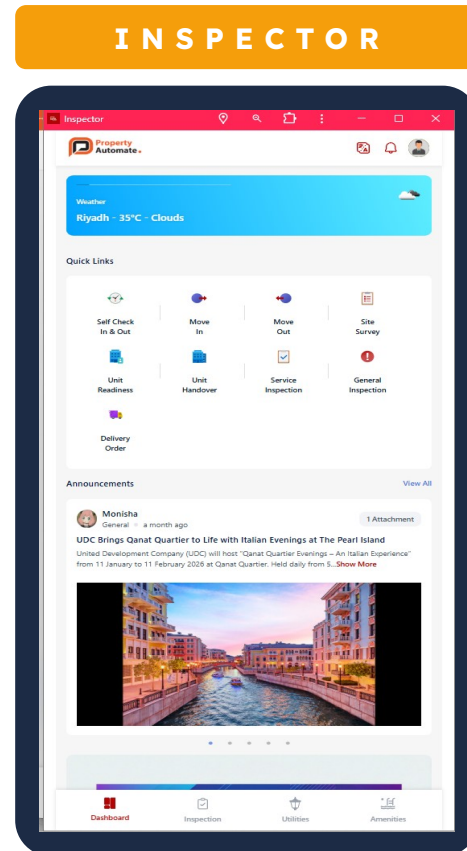 INSPECTOR
Inspector
Property
Automate.
Weather
Riyadh - 35°C - Clouds
Quick Links
Self Check
In & Out
Move
In
Move
Out
Site
Survey
Unit
Readiness
Unit
Handover
Service
Inspection
General
Inspection
Delivery
Order
Announcements
View All
Monisha
General
a month ago
1 Attachment
UDC Brings Qanat Quartier to Life with Italian Evenings at The Pearl Island
United Development Company (UDC) will host "Qanat Quartier Evenings – An Italian Experience"
from 11 January to 11 February 2026 at Qanat Quartier. Held daily from 5...Show More
Dashboard
Inspection
Utilities
Amenities